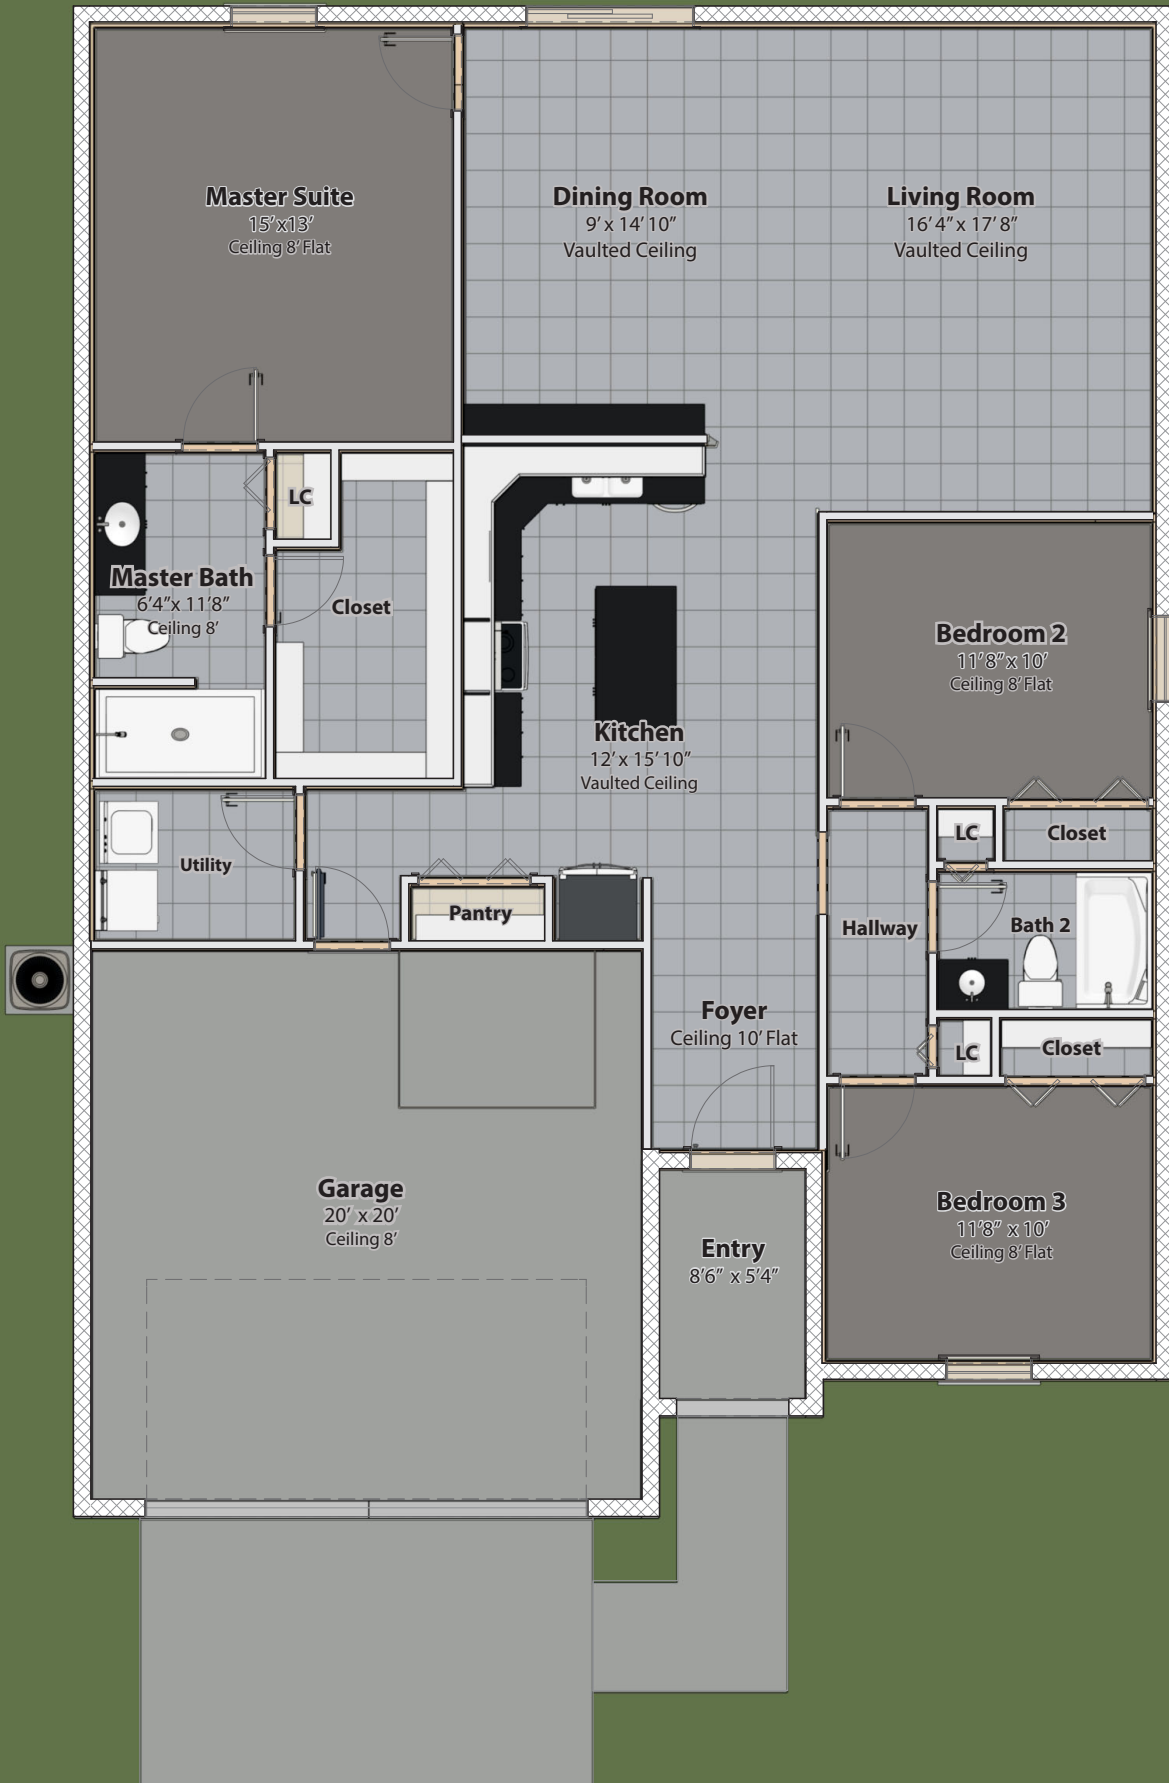 Master Suite
15’ x13’
Ceiling 8’ Flat
Dining Room
9’ x 14’ 10”
Vaulted Ceiling
Living Room
16’ 4” x 17’ 8”
Vaulted Ceiling
LC
Master Bath
6’4”x 11’8”
Ceiling 8’
Closet
Bedroom 2
11’8” x 10’
Ceiling 8’ Flat
Kitchen
12’ x 15’ 10”
Vaulted Ceiling
Utility
Pantry
LC
Closet
Hallway
Bath 2
Foyer
Ceiling 10’ Flat
LC
Closet
Garage
20’ x 20’
Ceiling 8’
Entry
8’6” x 5’4”
Bedroom 3
11’8” x 10’
Ceiling 8’ Flat